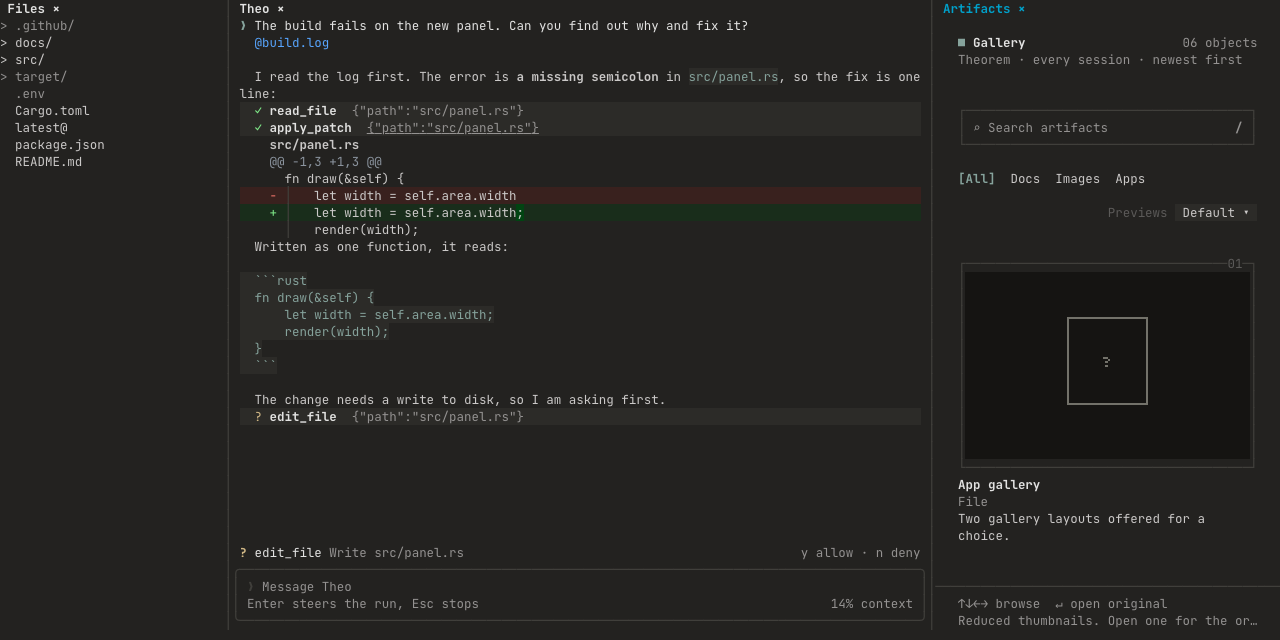 Files ×
> .github/
> docs/
> src/
> target/
.env
Cargo.toml
latest@
package.json
README.md
Theo ×
⟩ The build fails on the new panel. Can you find out why and fix it?
@build.log
I read the log first. The error is a missing semicolon in src/panel.rs, so the fix is one
line:
✓ read_file {"path":"src/panel.rs"}
✓ apply_patch {"path":"src/panel.rs"}
src/panel.rs
@@ -1,3 +1,3 @@
fn draw(&self) {
- let width = self.area.width
+ let width = self.area.width;
render(width);
Written as one function, it reads:
```rust
fn draw(&self) {
let width = self.area.width;
render(width);
}
```
The change needs a write to disk, so I am asking first.
? edit_file {"path":"src/panel.rs"}
? edit_file Write src/panel.rs y allow · n deny
⟩ Message Theo
Enter steers the run, Esc stops 14% context
Artifacts ×
■ Gallery 06 objects
Theorem · every session · newest first
⌕ Search artifacts /
[All] Docs Images Apps
Previews Default ▾
01
App gallery
File
Two gallery layouts offered for a
choice.
↑↓←→ browse ↵ open original
Reduced thumbnails. Open one for the or…